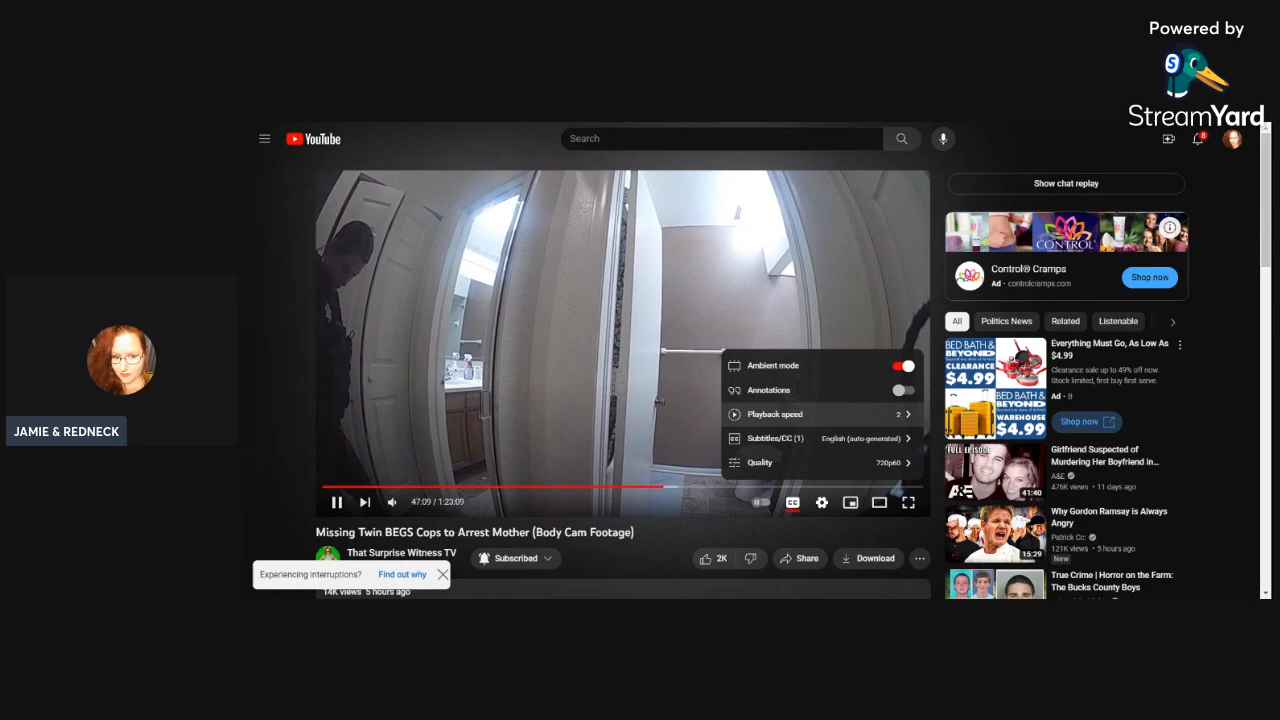 Powered by
StreamYard
YouTube
Search
8
Show chat replay
CONTROL
Control® Cramps
Ad · controlcramps.com
Shop now
All
Politics News
Related
Listenable
BED BATH &
BEYOND
CLEARANCE
$4.99
BED BATH &
BEYOND
WAREHOUSE
$4.99
Everything Must Go, As Low As
$4.99
Clearance sale up to 49% off now.
Stock limited, first buy first serve.
Ad · B
Shop now
FULL EPISODE
A&E
41:40
Girlfriend Suspected of
Murdering Her Boyfriend in...
A&E
476K views · 11 days ago
15:29
Why Gordon Ramsay is Always
Angry
Patrick Cc:
121K views · 5 hours ago
New
True Crime | Horror on the Farm:
The Bucks County Boys
Ambient mode
Annotations
Playback speed
2
Subtitles/CC (1)
English (auto-generated)
Quality
720p60
47:09 / 1:23:09
Missing Twin BEGS Cops to Arrest Mother (Body Cam Footage)
That Surprise Witness TV
Subscribed
2K
Share
Download
Experiencing interruptions?
Find out why
14K views 5 hours ago
JAMIE & REDNECK